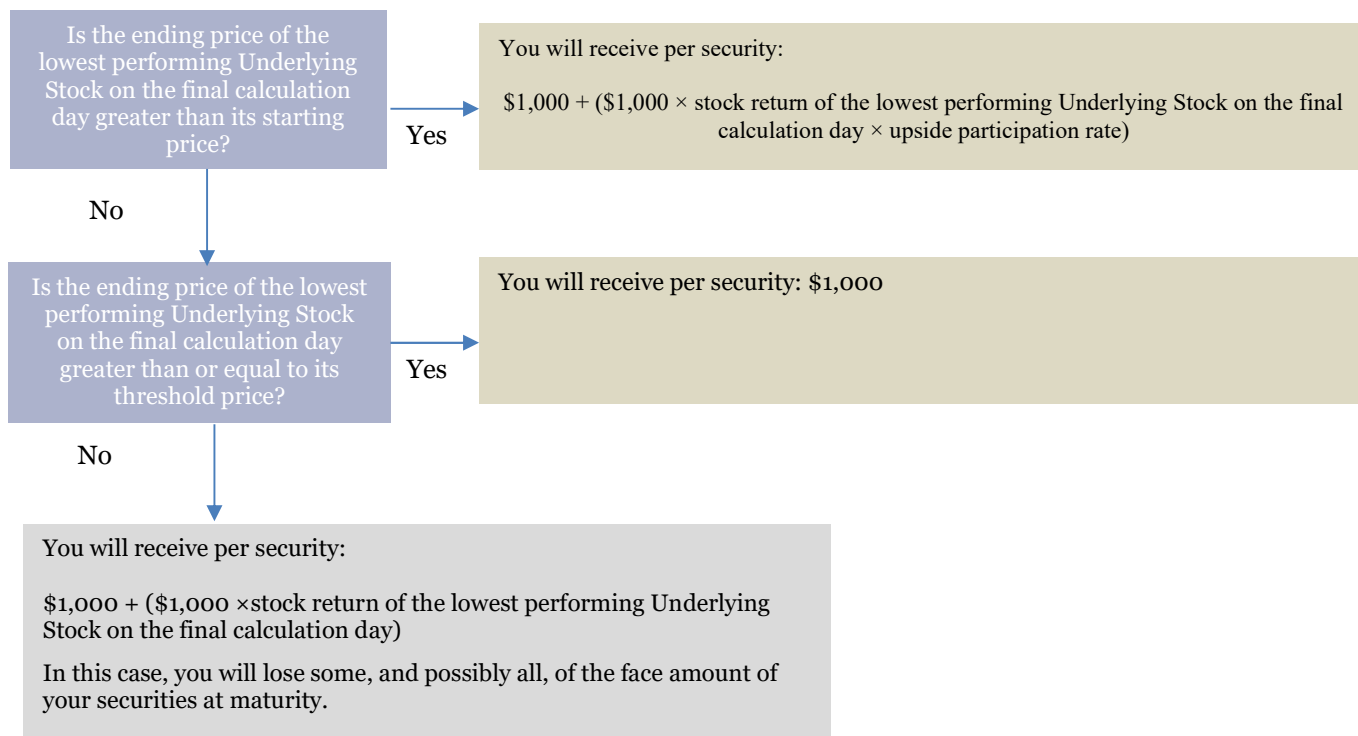 Is the ending price of the
lowest performing Underlying
Stock on the final calculation
day greater than its starting
price?
Yes
You will receive per security:
$1,000 + ($1,000 × stock return of the lowest performing Underlying Stock on the final
calculation day × upside participation rate)
No
Is the ending price of the lowest
performing Underlying Stock
on the final calculation day
greater than or equal to its
threshold price?
Yes
You will receive per security: $1,000
No
You will receive per security:
$1,000 + ($1,000 ×stock return of the lowest performing Underlying
Stock on the final calculation day)
In this case, you will lose some, and possibly all, of the face amount of
your securities at maturity.